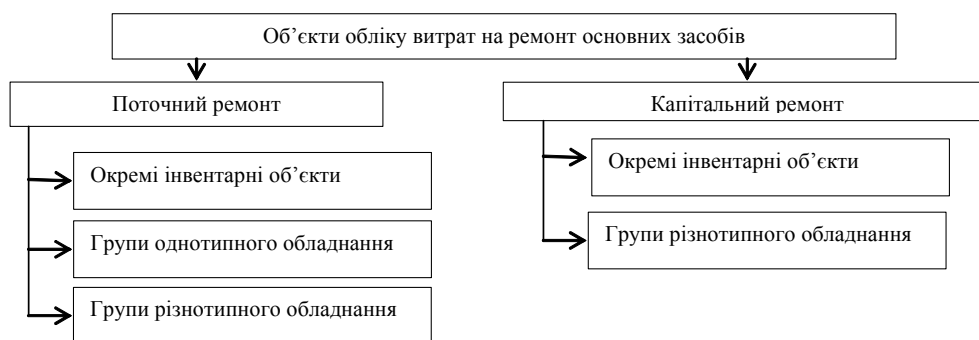 Об’єкти обліку витрат на ремонт основних засобів
Поточний ремонт
Капітальний ремонт
Окремі інвентарні об’єкти
Групи однотипного обладнання
Групи різнотипного обладнання
Окремі інвентарні об’єкти
Групи різнотипного обладнання